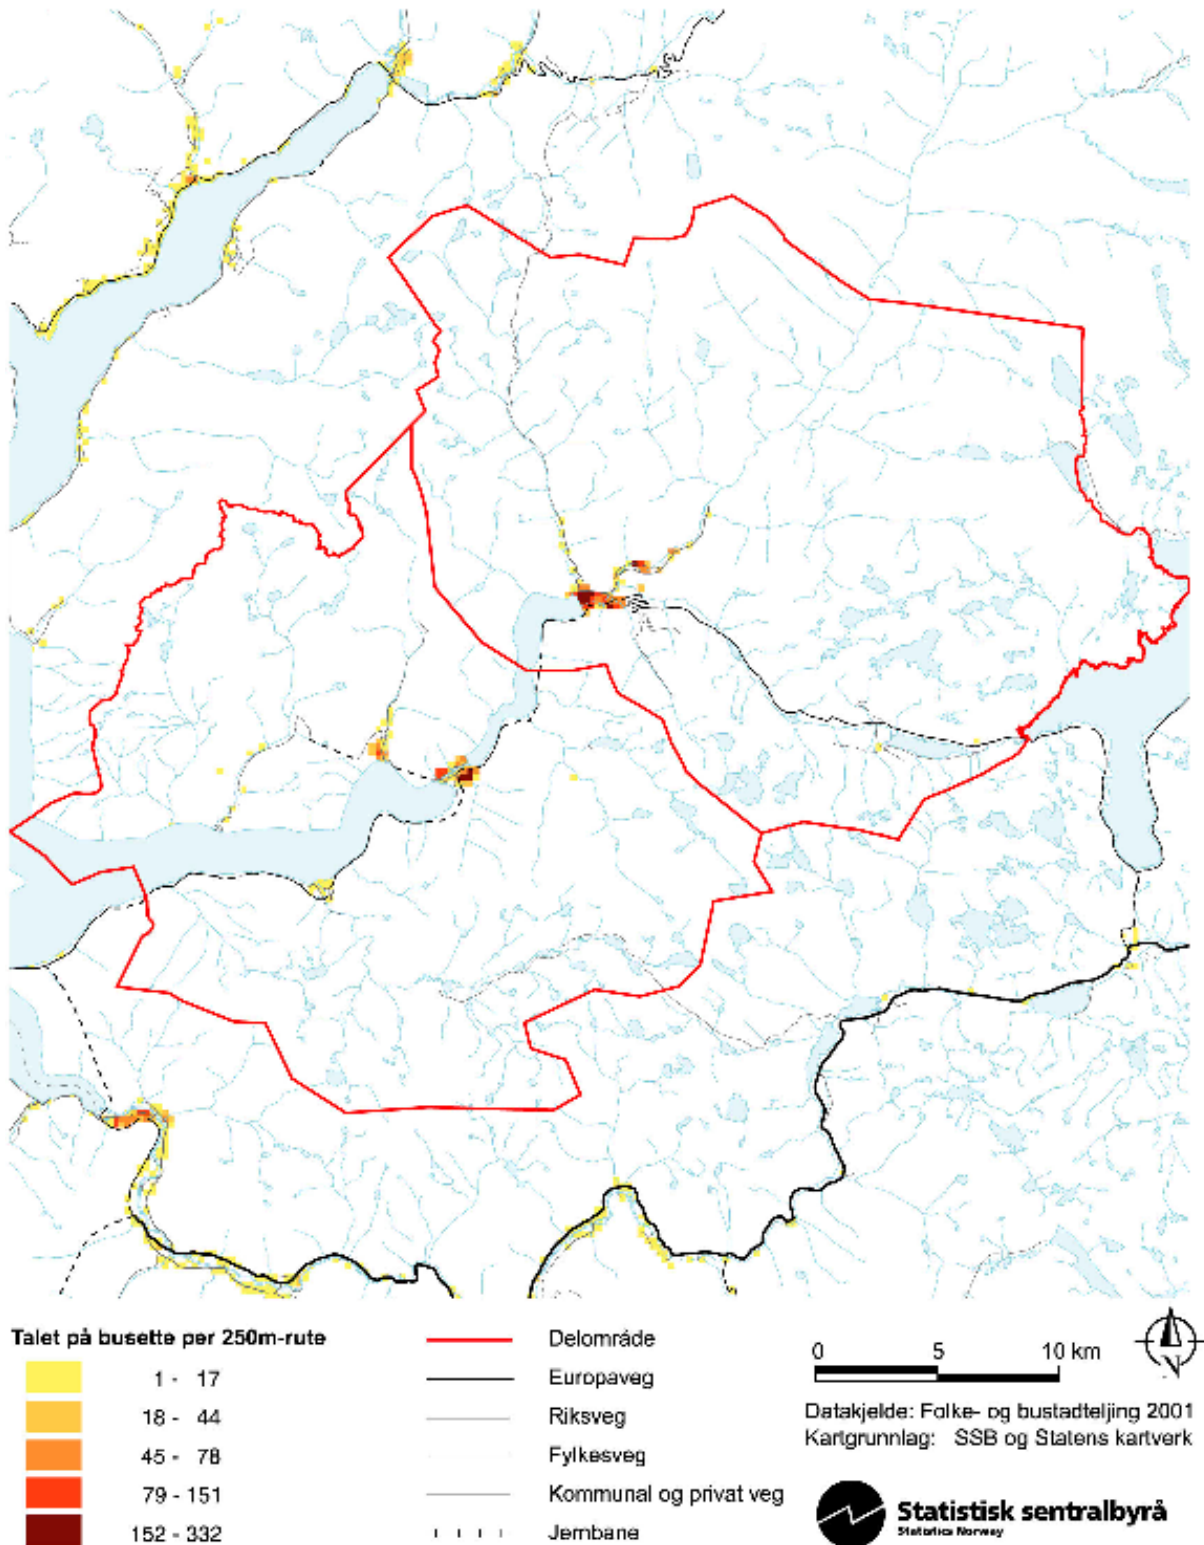 Talet på busette per 250m-rute
1 - 17
18 - 44
45 - 78
79 - 151
152 - 332
Delområde
Europaveg
Riksveg
Fylkesveg
Kommunal og privat veg
Jernbane
0 5 10 km
N
Datakjelde: Folke- og bustadteljing 2001
Kartgrunnlag: SSB og Statens kartverk
Statistisk sentralbyrå
Statistics Norway